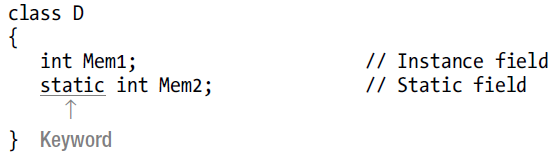 class D
{
int Mem1; // Instance field
static int Mem2; // Static field
↑
} Keyword